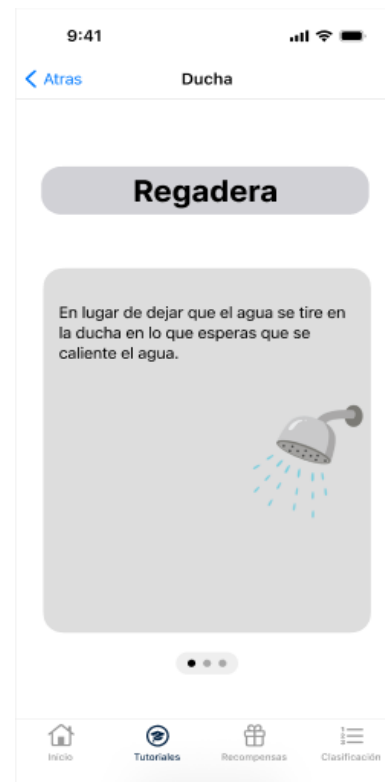 9:41
Atras
Ducha
Regadera
En lugar de dejar que el agua se tire en
la ducha en lo que esperas que se
caliente el agua.
Inicio
Tutoriales
Recompensas
Clasificación